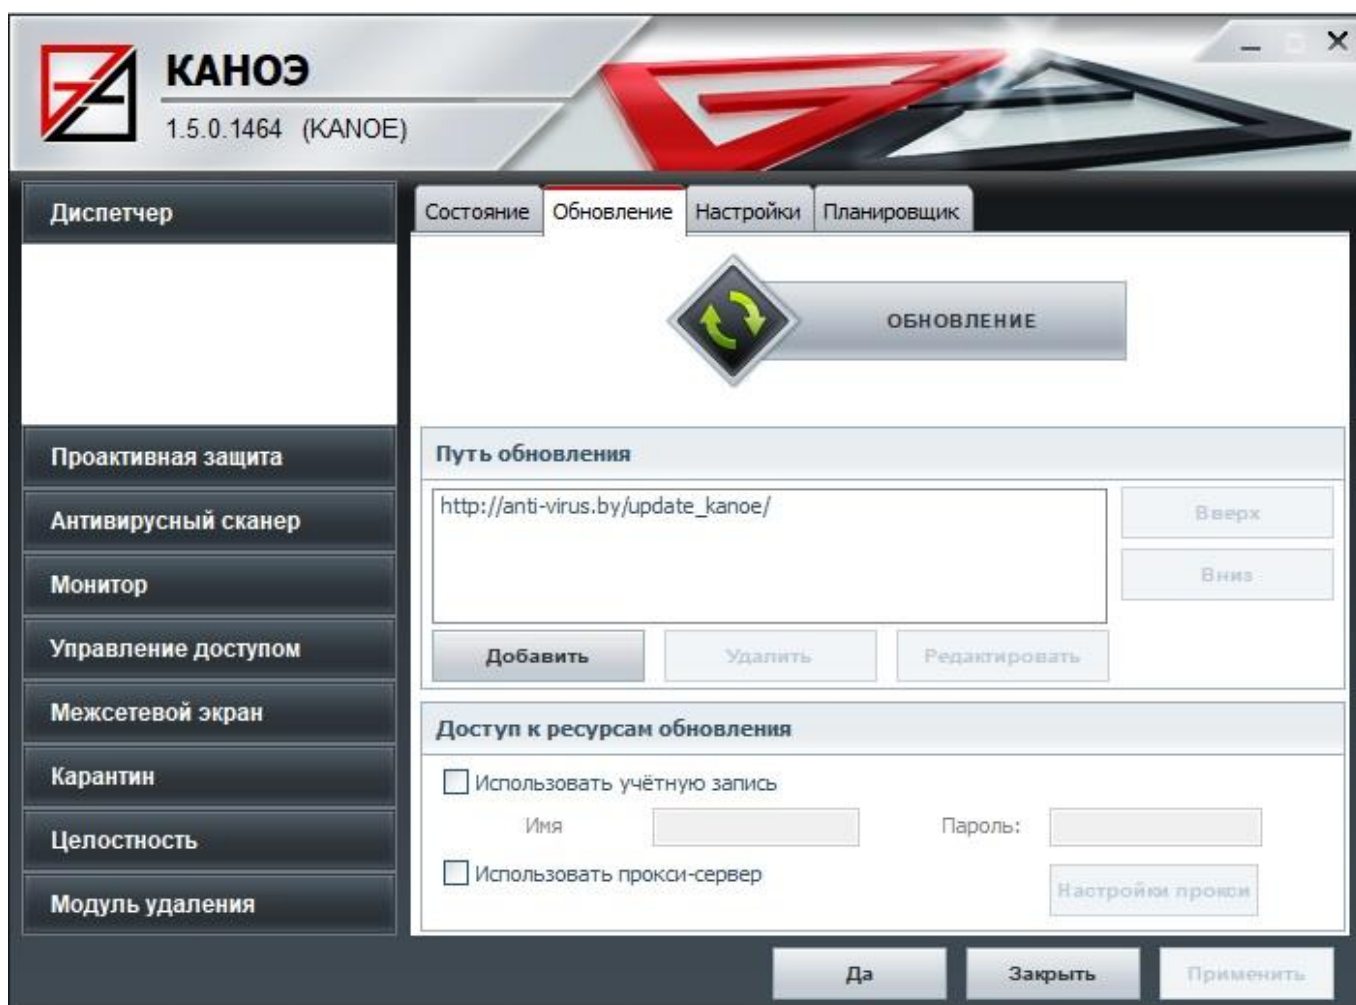 КАНОЭ
1.5.0.1464 (KANOE)
Диспетчер
Проактивная защита
Антивирусный сканер
Монитор
Управление доступом
Межсетевой экран
Карантин
Целостность
Модуль удаления
Состояние Обновление Настройки Планировщик
ОБНОВЛЕНИЕ
Путь обновления
http://anti-virus.by/update_kanoe/
Вверх
Вниз
Добавить Удалить Редактировать
Доступ к ресурсам обновления
Использовать учётную запись
Имя Пароль:
Использовать прокси-сервер
Настройки прокси
Да Закрыть Применить